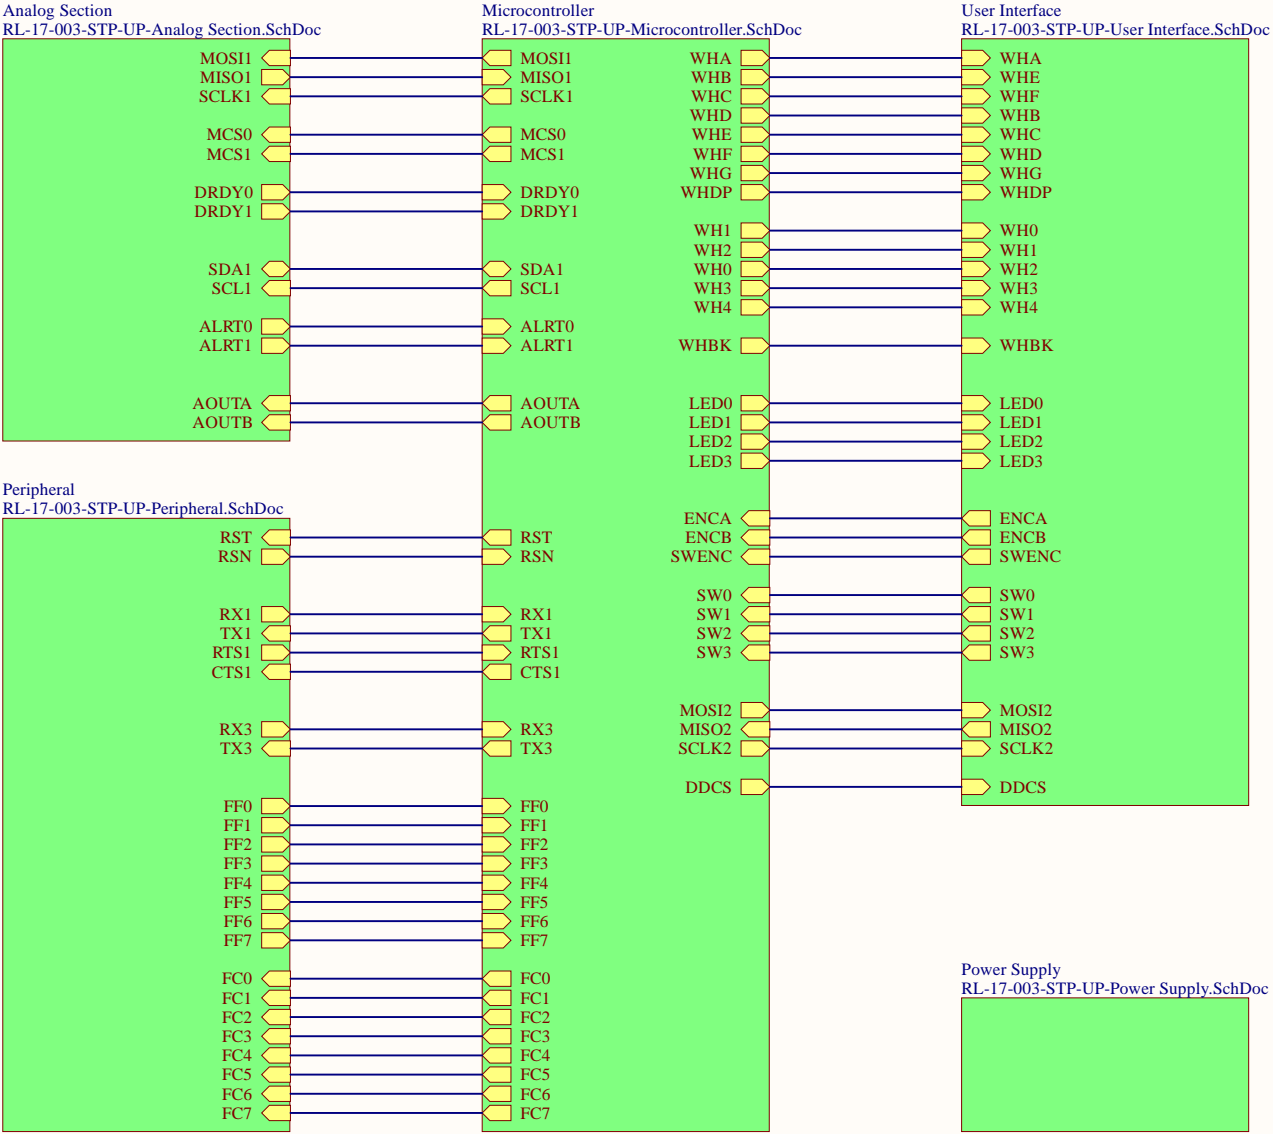 Analog Section
RL-17-003-STP-UP-Analog Section.SchDoc
MOSI1
MISO1
SCLK1
MCS0
MCS1
DRDY0
DRDY1
SDA1
SCL1
ALRT0
ALRT1
AOUTA
AOUTB
Peripheral
RL-17-003-STP-UP-Peripheral.SchDoc
RST
RSN
RX1
TX1
RTS1
CTS1
RX3
TX3
FF0
FF1
FF2
FF3
FF4
FF5
FF6
FF7
FC0
FC1
FC2
FC3
FC4
FC5
FC6
FC7
Microcontroller
RL-17-003-STP-UP-Microcontroller.SchDoc
MOSI1
MISO1
SCLK1
MCS0
MCS1
DRDY0
DRDY1
SDA1
SCL1
ALRT0
ALRT1
AOUTA
AOUTB
RST
RSN
RX1
TX1
RTS1
CTS1
RX3
TX3
FF0
FF1
FF2
FF3
FF4
FF5
FF6
FF7
FC0
FC1
FC2
FC3
FC4
FC5
FC6
FC7
WHA
WHB
WHC
WHD
WHE
WHF
WHG
WHDP
WH1
WH2
WH0
WH3
WH4
WHBK
LED0
LED1
LED2
LED3
ENCA
ENCB
SWENC
SW0
SW1
SW2
SW3
MOSI2
MISO2
SCLK2
DDCS
User Interface
RL-17-003-STP-UP-User Interface.SchDoc
WHA
WHE
WHF
WHB
WHC
WHD
WHG
WHDP
WH0
WH1
WH2
WH3
WH4
WHBK
LED0
LED1
LED2
LED3
ENCA
ENCB
SWENC
SW0
SW1
SW2
SW3
MOSI2
MISO2
SCLK2
DDCS
Power Supply
RL-17-003-STP-UP-Power Supply.SchDoc